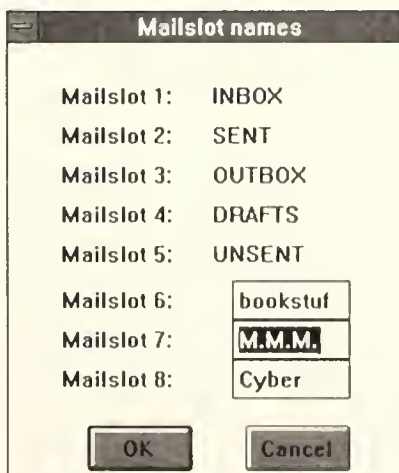 Mailslot names
Mailslot 1: INBOX
Mailslot 2: SENT
Mailslot 3: OUTBOX
Mailslot 4: DRAFTS
Mailslot 5: UNSENT
Mailslot 6: bookstuf
Mailslot 7: M.M.M.
Mailslot 8: Cyber
OK Cancel